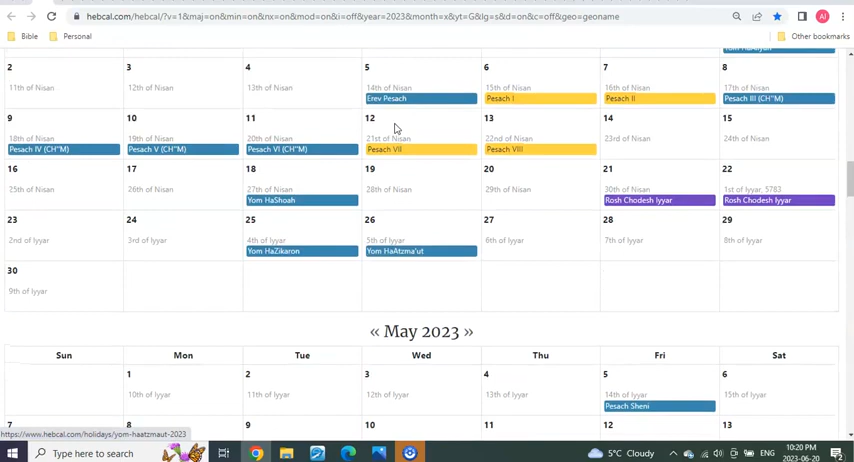 hebcal.com/hebcal/?v=1&maj=on&min=on&nx=on&mod=on&i=off&year=2023&month=x&yt=G&lg=s&d=on&c=off&geo=geoname
AI
Bible Personal Other bookmarks
2 3 4 5 6 7 8
11th of Nisan 12th of Nisan 13th of Nisan 14th of Nisan 15th of Nisan 16th of Nisan 17th of Nisan
Erev Pesach Pesach I Pesach II Pesach III (CH"M)
9 10 11 12 13 14 15
18th of Nisan 19th of Nisan 20th of Nisan 21st of Nisan 22nd of Nisan 23rd of Nisan 24th of Nisan
Pesach IV (CH"M) Pesach V (CH"M) Pesach VI (CH"M) Pesach VII Pesach VIII
16 17 18 19 20 21 22
25th of Nisan 26th of Nisan 27th of Nisan 28th of Nisan 29th of Nisan 30th of Nisan 1st of Iyyar, 5783
Yom HaShoah Rosh Chodesh Iyyar Rosh Chodesh Iyyar
23 24 25 26 27 28 29
2nd of Iyyar 3rd of Iyyar 4th of Iyyar 5th of Iyyar 6th of Iyyar 7th of Iyyar 8th of Iyyar
Yom HaZikaron Yom HaAtzma'ut
30
9th of Iyyar
« May 2023 »
Sun Mon Tue Wed Thu Fri Sat
1 2 3 4 5 6
10th of Iyyar 11th of Iyyar 12th of Iyyar 13th of Iyyar 14th of Iyyar 15th of Iyyar
Pesach Sheni
7 8 9 10 11 12 13
https://www.hebcal.com/holidays/yom-haatzmaut-2023
Type here to search 5°C Cloudy ENG 10:20 PM
2023-06-20
2